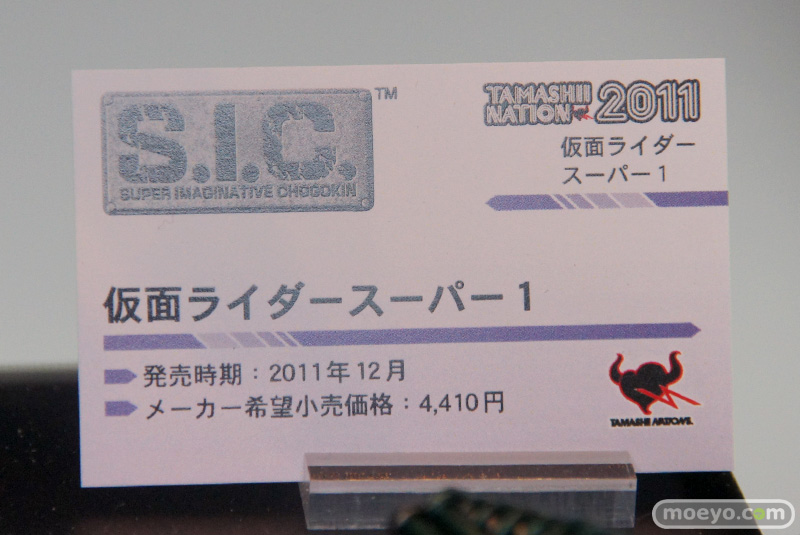 S.I.C.™
SUPER IMAGINATIVE CHOGOKIN
TAMASHII
NATION 2011
仮面ライダー
スーパー1
仮面ライダースーパー1
発売時期：2011年12月
メーカー希望小売価格：4,410円
TAMASHII NATIONS
moeyo.com